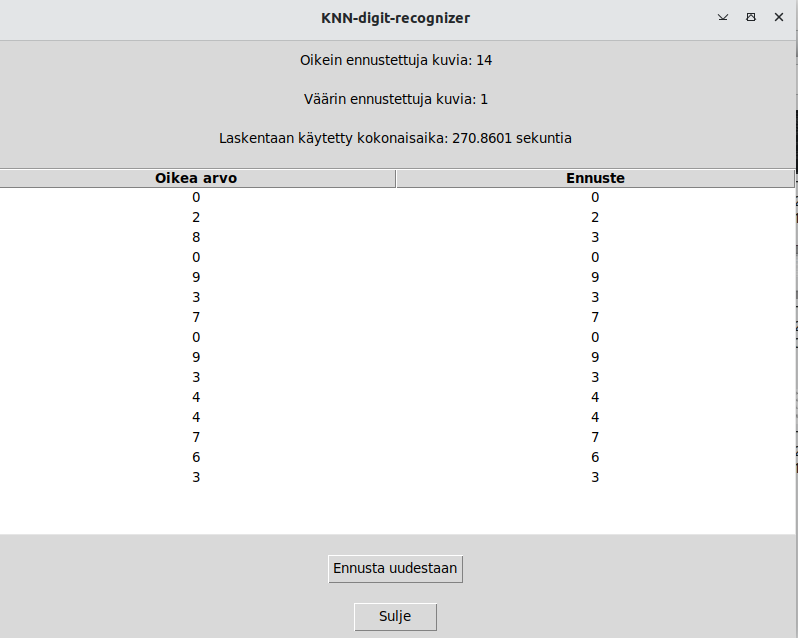 KNN-digit-recognizer
Oikein ennustettuja kuvia: 14
Väärin ennustettuja kuvia: 1
Laskentaan käytetty kokonaisaika: 270.8601 sekuntia
Oikea arvo Ennuste
0 0
2 2
8 3
0 0
9 9
3 3
7 7
0 0
9 9
3 3
4 4
4 4
7 7
6 6
3 3
Ennusta uudestaan
Sulje